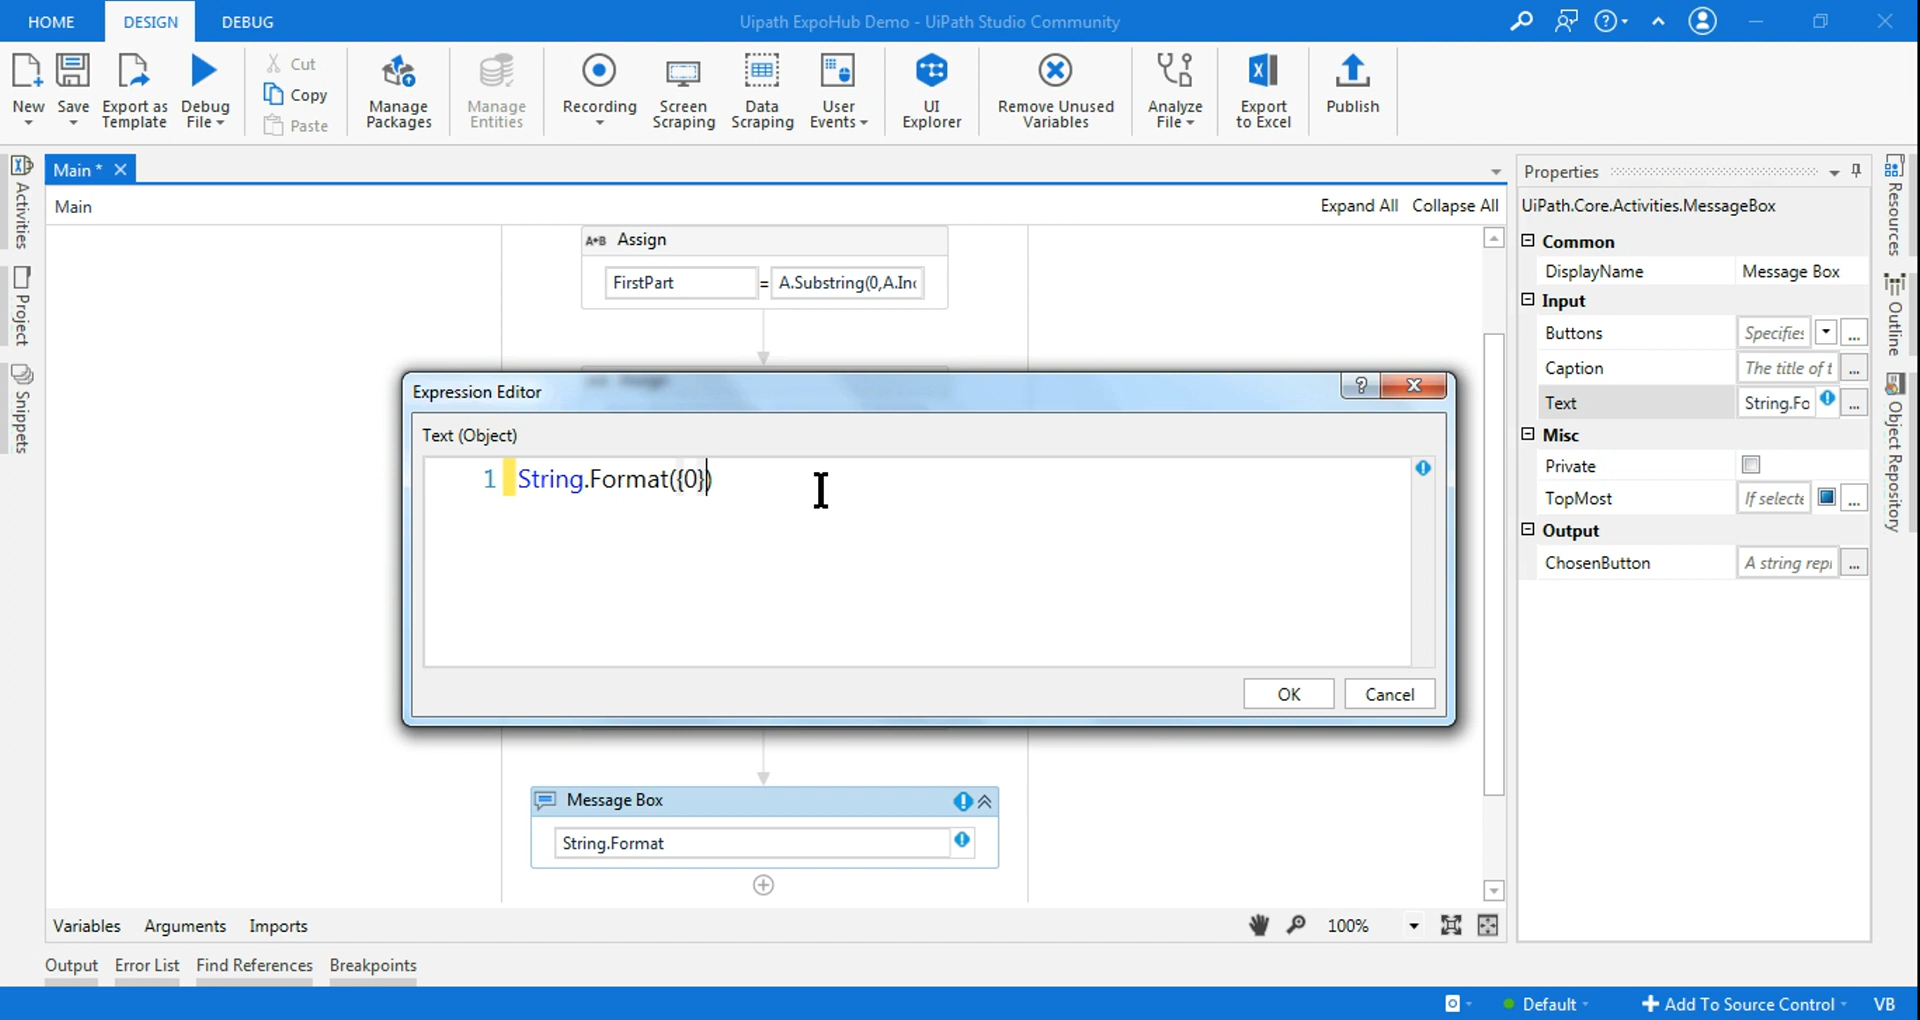 HOME DESIGN DEBUG Uipath ExpoHub Demo - UiPath Studio Community
New
Save
Export as
Template
Debug
File
Cut
Copy
Paste
Manage
Packages
Manage
Entities
Recording
Screen
Scraping
Data
Scraping
User
Events
UI
Explorer
Remove Unused
Variables
Analyze
File
Export
to Excel
Publish
Activities
Project
Snippets
Main *
Main
Expand All Collapse All
A+B Assign
FirstPart = A.Substring(0,A.Inc
Expression Editor
Text (Object)
1 String.Format({0})
OK Cancel
Message Box
String.Format
Variables Arguments Imports
100%
Output Error List Find References Breakpoints
Properties
UiPath.Core.Activities.MessageBox
Common
DisplayName Message Box
Input
Buttons Specifies ...
Caption The title of t ...
Text String.Fo ...
Misc
Private
TopMost If selecte ...
Output
ChosenButton A string repr ...
Resources
Outline
Object Repository
Default
Add To Source Control
VB